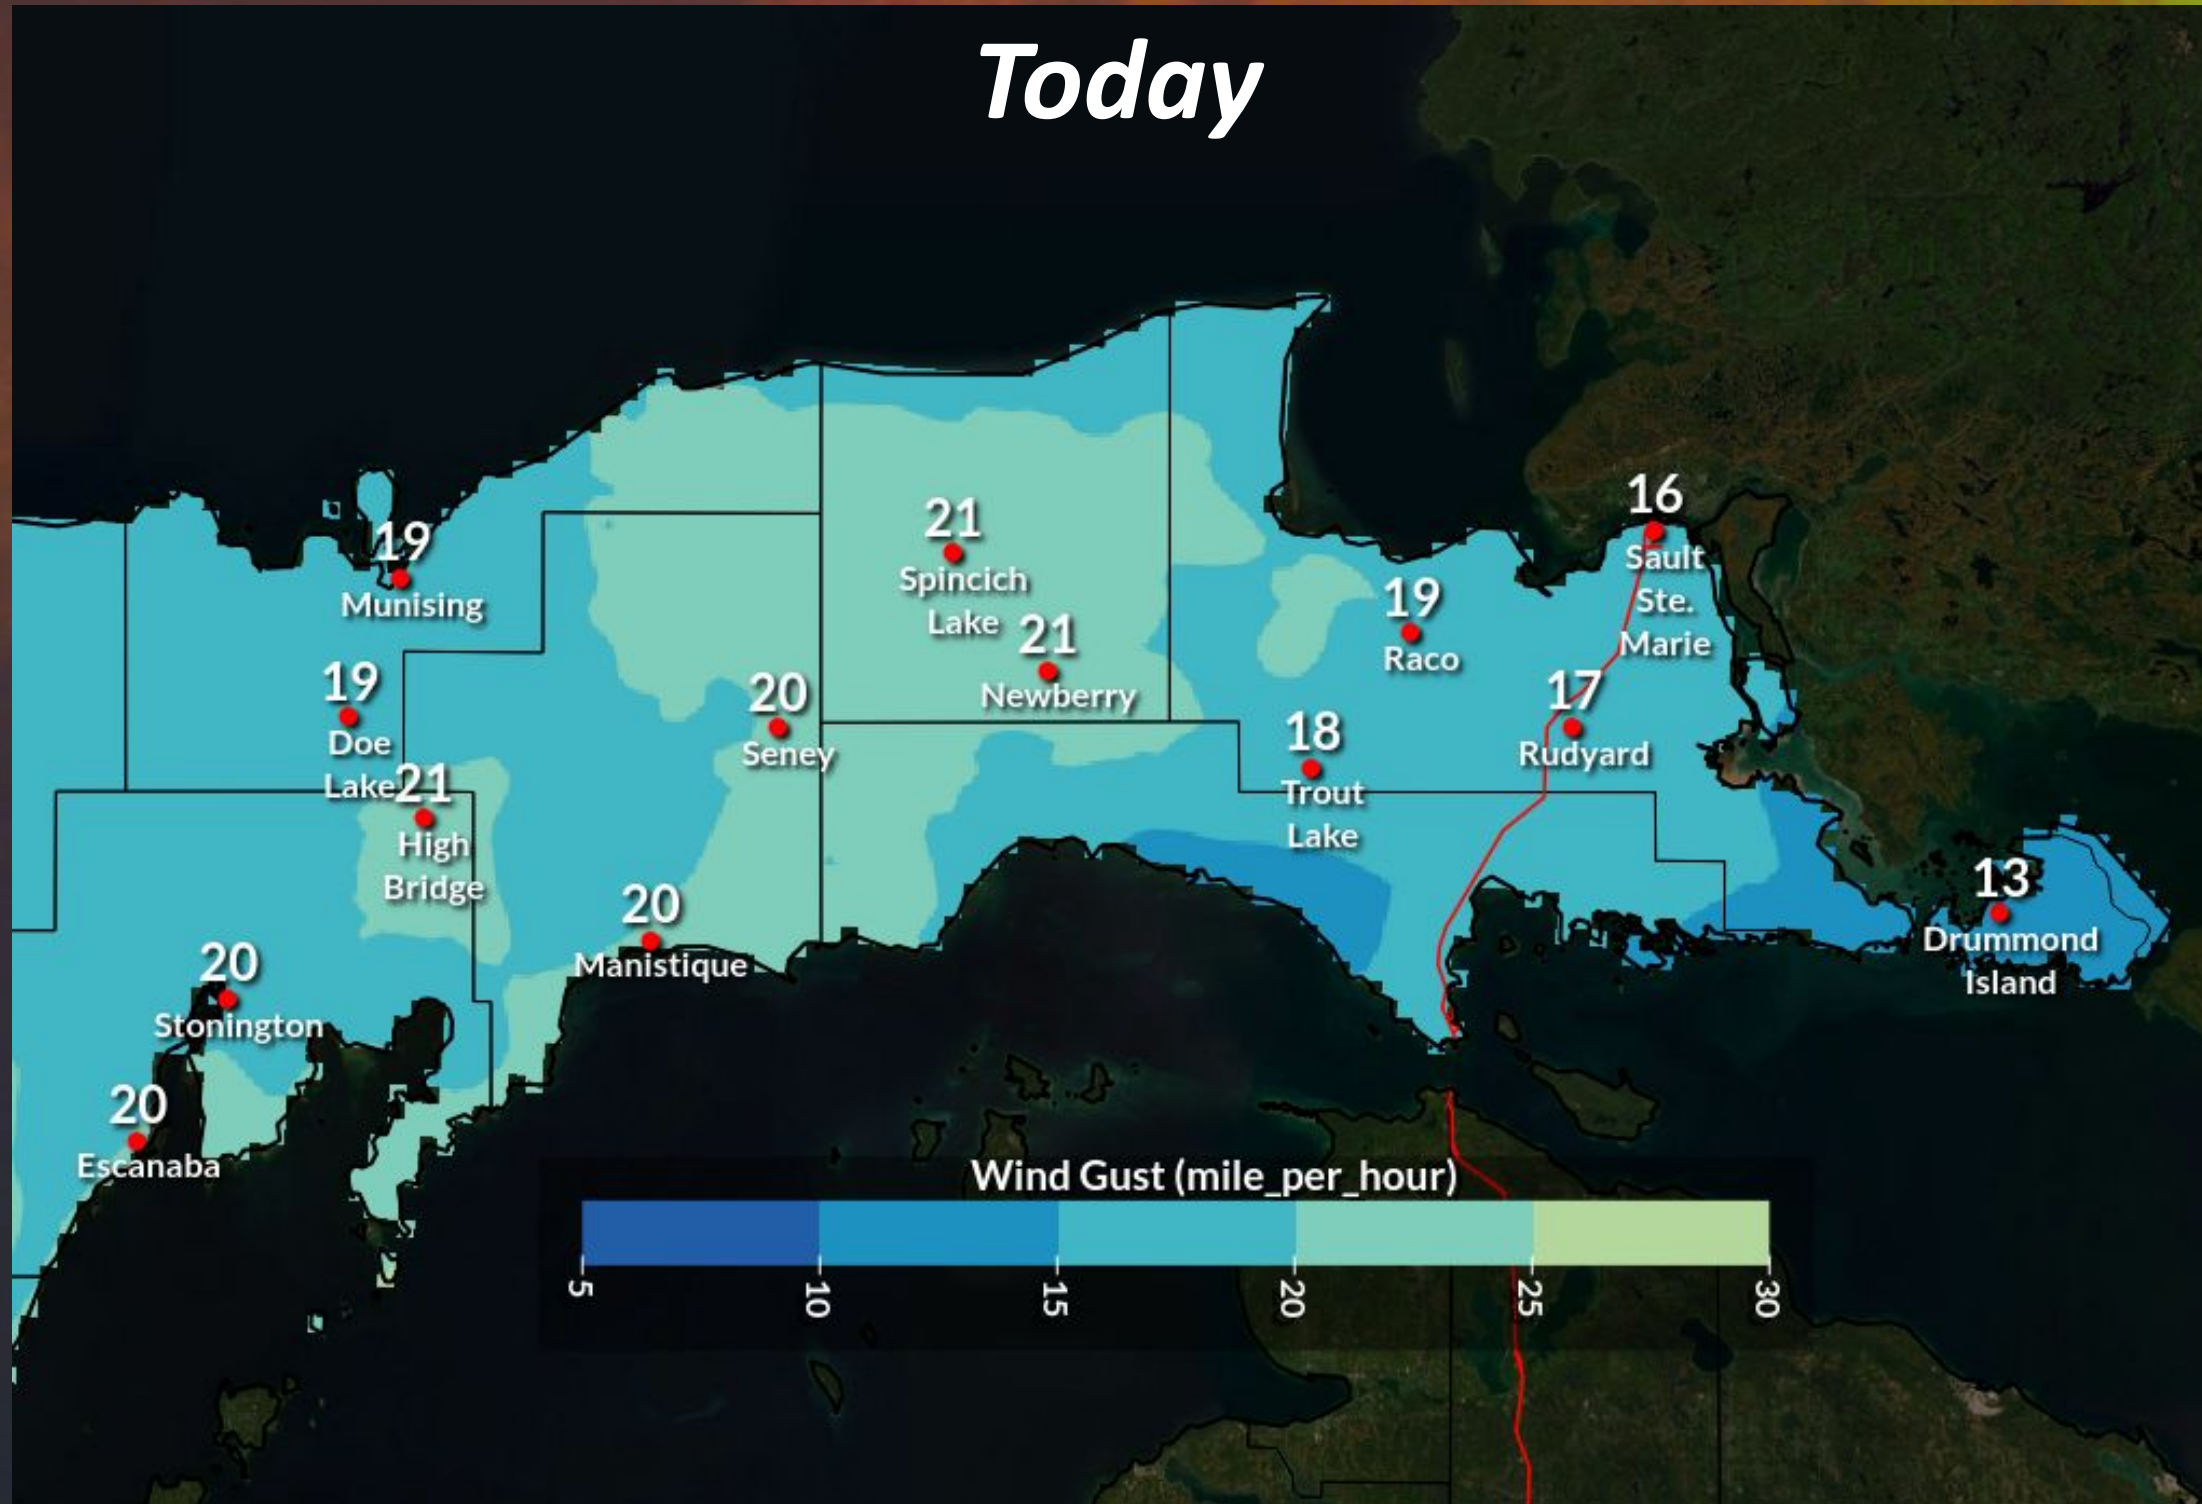 Today
16
Sault
Ste.
Marie
21
Spincich
Lake
19
Munising
19
Raco
21
Newberry
19
Doe
Lake
20
Seney
17
Rudyard
18
Trout
Lake
21
High
Bridge
13
Drummond
Island
20
Manistique
20
Stonington
20
Escanaba
Wind Gust (mile_per_hour)
5
10
15
20
25
30